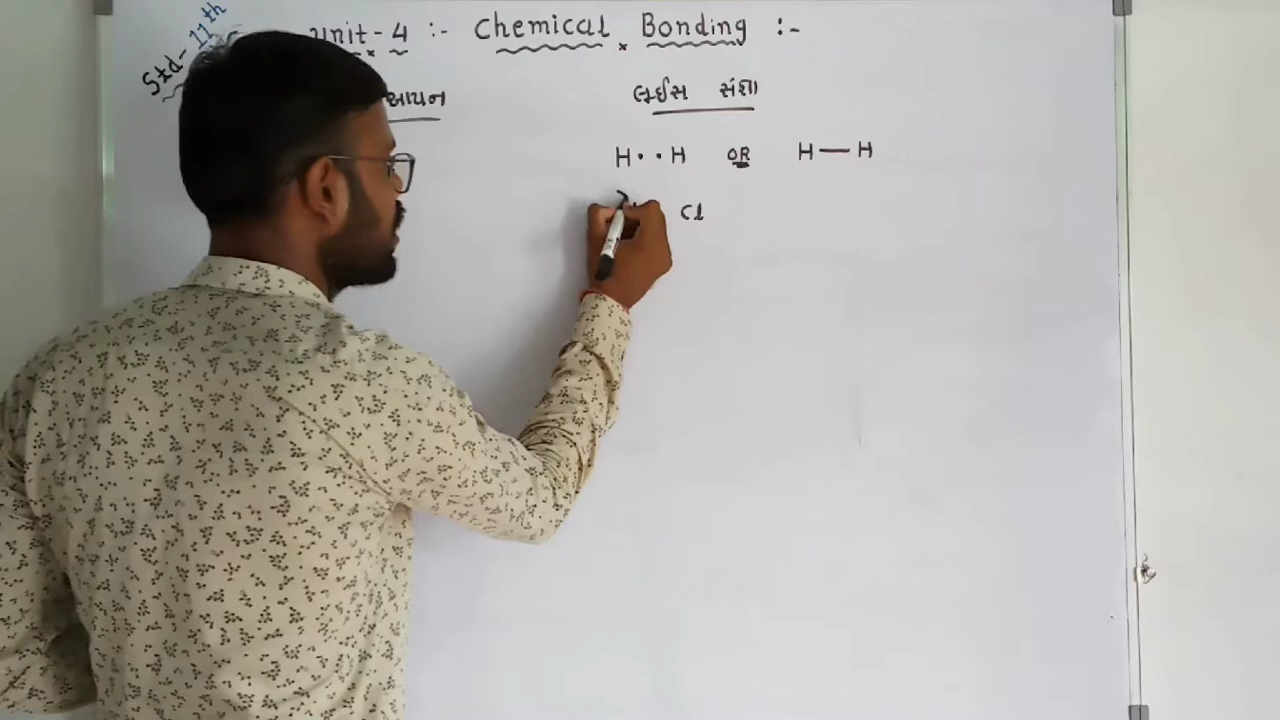 Std-11th
Unit-4 :- Chemical Bonding :-
આયન લૂઈસ સંજ્ઞા
H· ·H OR H—H
Cl